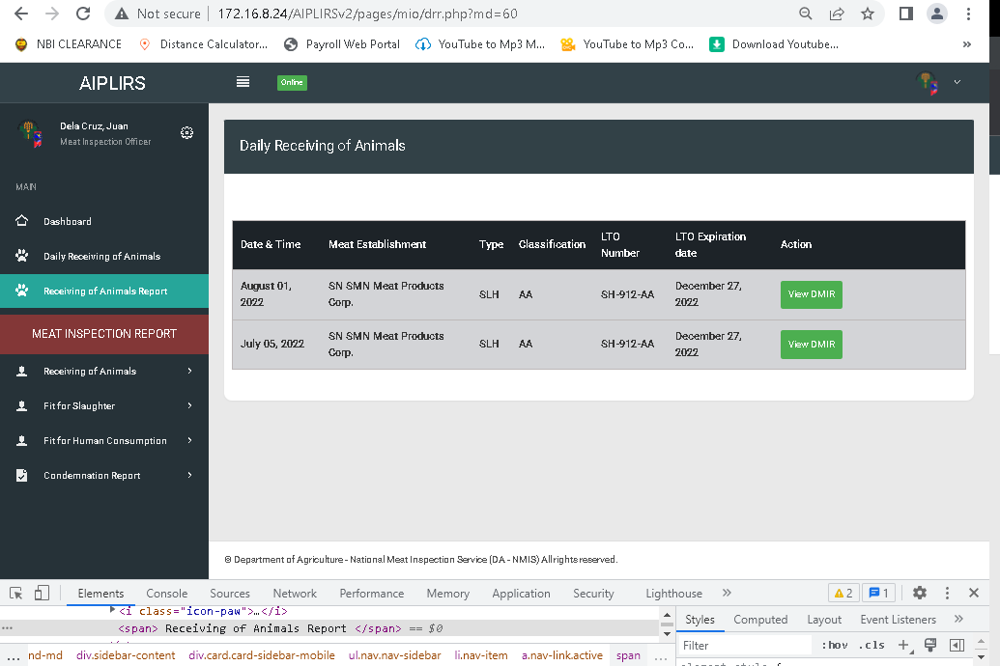 Not secure | 172.16.8.24/AIPLIRSv2/pages/mio/drr.php?md=60
NBI CLEARANCE Distance Calculator... Payroll Web Portal YouTube to Mp3 M... YouTube to Mp3 Co... Download Youtube... »
AIPLIRS Online
Dela Cruz, Juan
Meat Inspection Officer
MAIN
Dashboard
Daily Receiving of Animals
Receiving of Animals Report
MEAT INSPECTION REPORT
Receiving of Animals
Fit for Slaughter
Fit for Human Consumption
Condemnation Report
Daily Receiving of Animals
Date & Time Meat Establishment Type Classification LTO Number LTO Expiration date Action
August 01, 2022 SN SMN Meat Products Corp. SLH AA SH-912-AA December 27, 2022 View DMIR
July 05, 2022 SN SMN Meat Products Corp. SLH AA SH-912-AA December 27, 2022 View DMIR
© Department of Agriculture - National Meat Inspection Service (DA - NMIS) All rights reserved.
Elements Console Sources Network Performance Memory Application Security Lighthouse » 2 1
<i class="icon-paw">…</i>
<span> Receiving of Animals Report </span> == $0
... nd-md div.sidebar-content div.card.card-sidebar-mobile ul.nav.nav-sidebar li.nav-item a.nav-link.active span ...
Styles Computed Layout Event Listeners »
Filter :hov .cls +